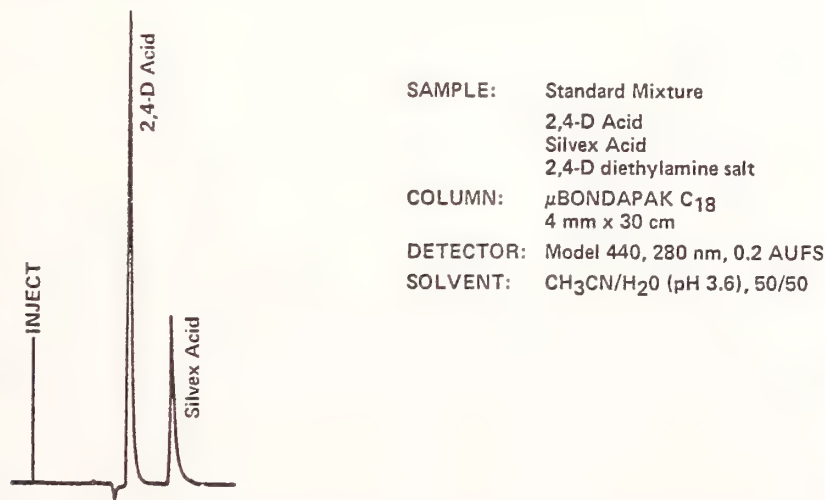 INJECT
2,4-D Acid
Silvex Acid
SAMPLE: Standard Mixture
2,4-D Acid
Silvex Acid
2,4-D diethylamine salt
COLUMN: μBONDAPAK C18
4 mm x 30 cm
DETECTOR: Model 440, 280 nm, 0.2 AUFS
SOLVENT: CH3CN/H20 (pH 3.6), 50/50